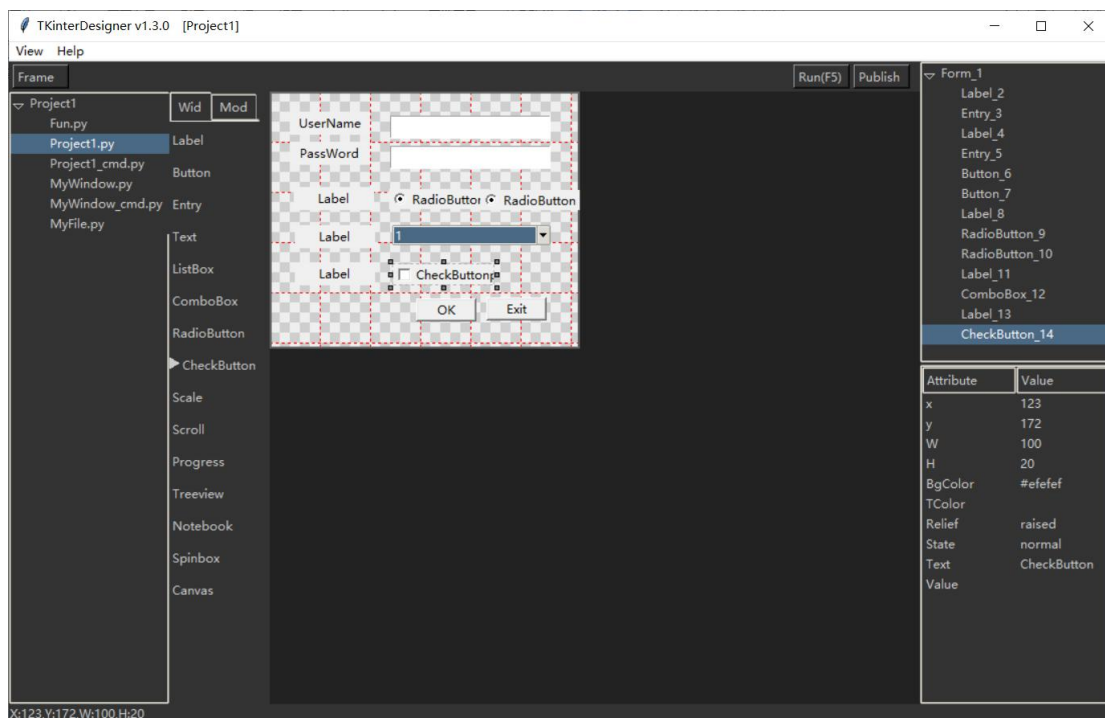 TKinterDesigner v1.3.0 [Project1]
View Help
Frame
Run(F5) Publish
Project1
Fun.py
Project1.py
Project1_cmd.py
MyWindow.py
MyWindow_cmd.py
MyFile.py
Wid Mod
Label
Button
Entry
Text
ListBox
ComboBox
RadioButton
CheckButton
Scale
Scroll
Progress
Treeview
Notebook
Spinbox
Canvas
UserName
PassWord
Label RadioButton RadioButton
Label 1
Label CheckButton
OK Exit
Form_1
Label_2
Entry_3
Label_4
Entry_5
Button_6
Button_7
Label_8
RadioButton_9
RadioButton_10
Label_11
ComboBox_12
Label_13
CheckButton_14
Attribute Value
x 123
y 172
W 100
H 20
BgColor #efefef
TColor
Relief raised
State normal
Text CheckButton
Value
X:123,Y:172,W:100 H:20